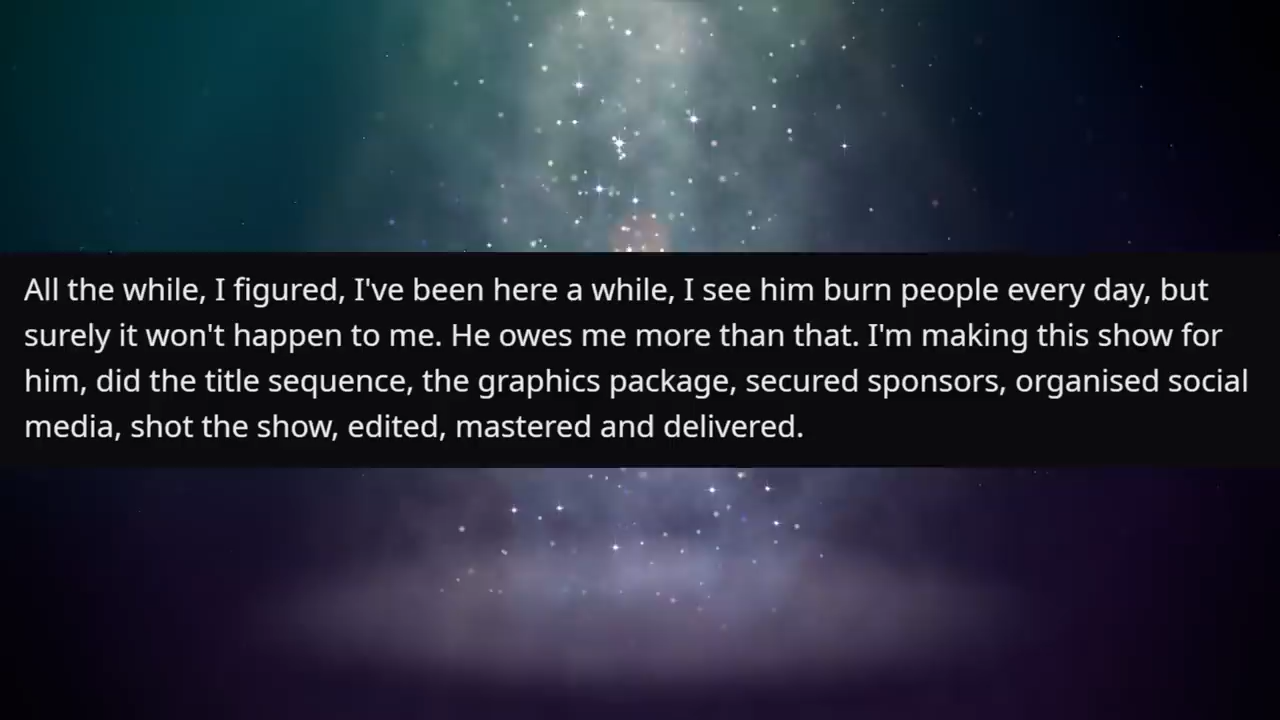 All the while, I figured, I've been here a while, I see him burn people every day, but
surely it won't happen to me. He owes me more than that. I'm making this show for
him, did the title sequence, the graphics package, secured sponsors, organised social
media, shot the show, edited, mastered and delivered.